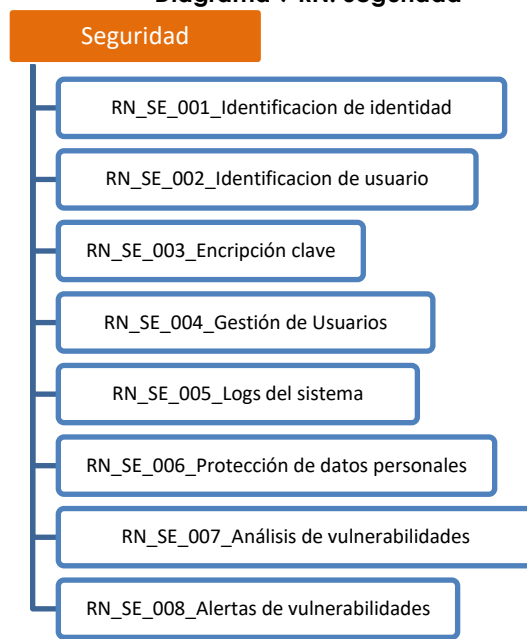 Seguridad
RN_SE_001_Identificacion de identidad
RN_SE_002_Identificacion de usuario
RN_SE_003_Encripción clave
RN_SE_004_Gestión de Usuarios
RN_SE_005_Logs del sistema
RN_SE_006_Protección de datos personales
RN_SE_007_Análisis de vulnerabilidades
RN_SE_008_Alertas de vulnerabilidades